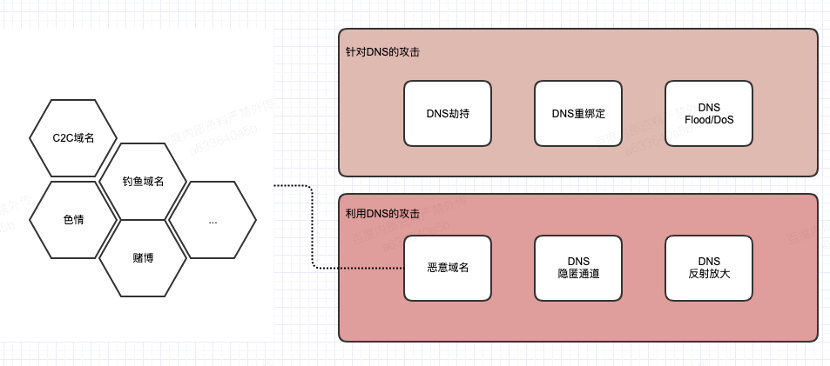 针对DNS的攻击
DNS劫持
DNS重绑定
DNS
Flood/DoS
C2C域名
钓鱼域名
色情
...
赌博
利用DNS的攻击
恶意域名
DNS
隐匿通道
DNS
反射放大